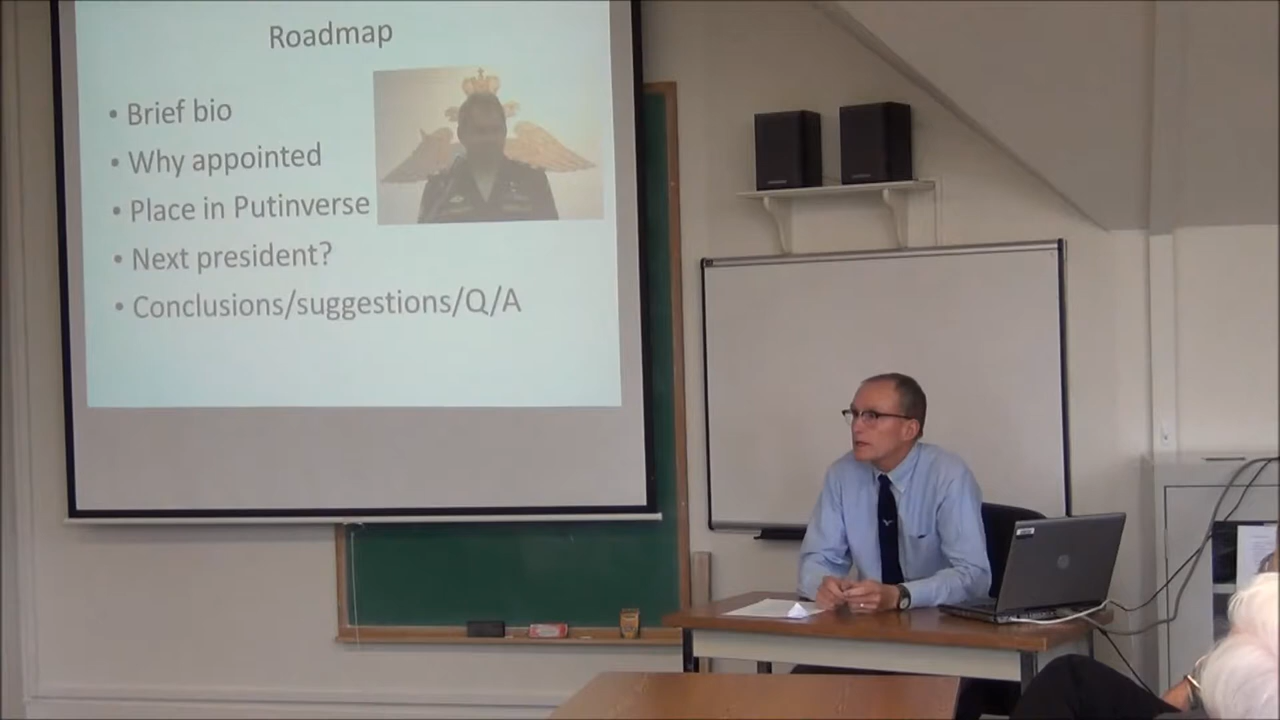 Roadmap
• Brief bio
• Why appointed
• Place in Putinverse
• Next president?
• Conclusions/suggestions/Q/A